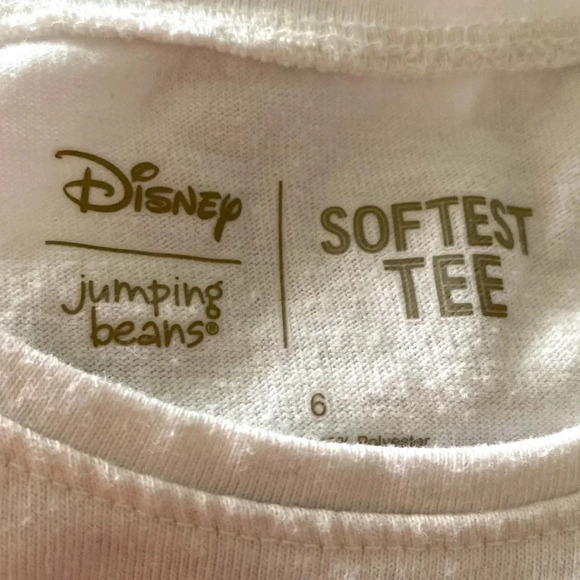 Disney
jumping
beans®
SOFTEST
TEE
6
Polyester